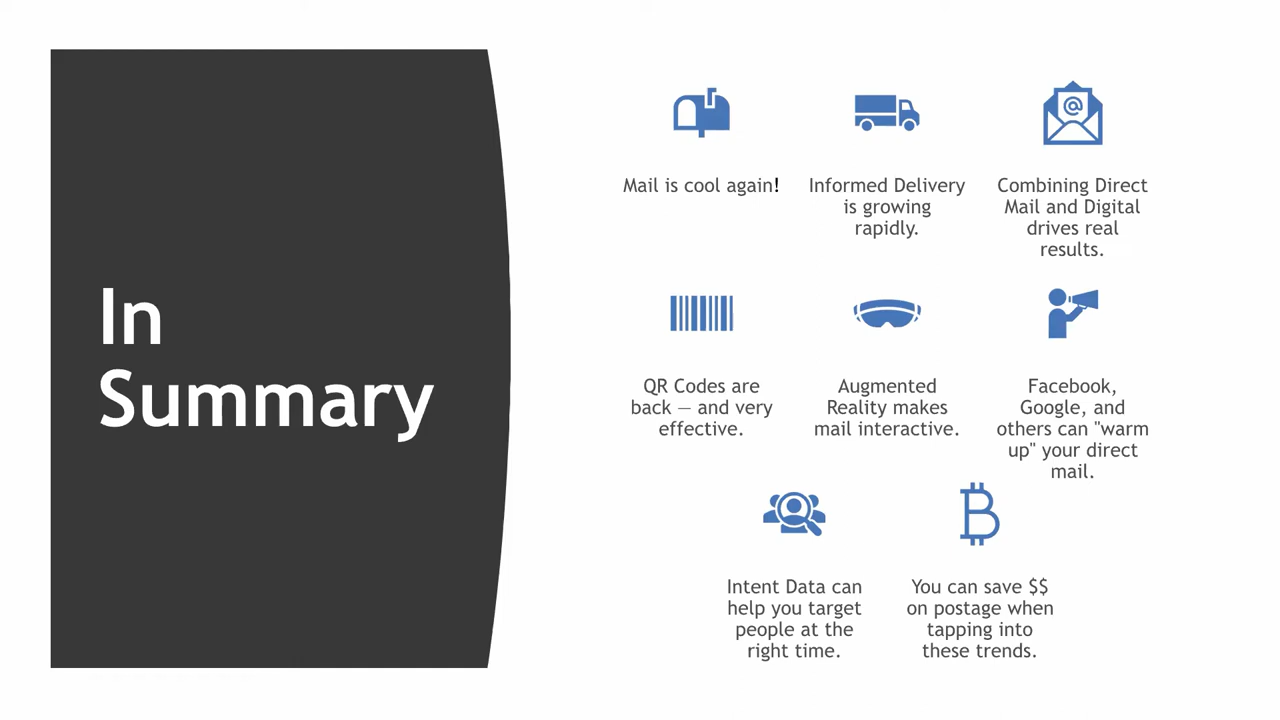 In
Summary
Mail is cool again!
Informed Delivery
is growing
rapidly.
Combining Direct
Mail and Digital
drives real
results.
QR Codes are
back — and very
effective.
Augmented
Reality makes
mail interactive.
Facebook,
Google, and
others can "warm
up" your direct
mail.
Intent Data can
help you target
people at the
right time.
You can save $$
on postage when
tapping into
these trends.